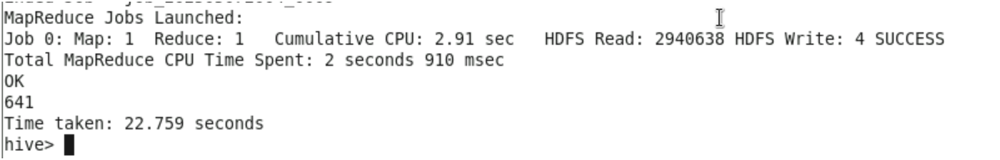 MapReduce Jobs Launched:
Job 0: Map: 1  Reduce: 1   Cumulative CPU: 2.91 sec   HDFS Read: 2940638 HDFS Write: 4 SUCCESS
Total MapReduce CPU Time Spent: 2 seconds 910 msec
OK
641
Time taken: 22.759 seconds
hive>